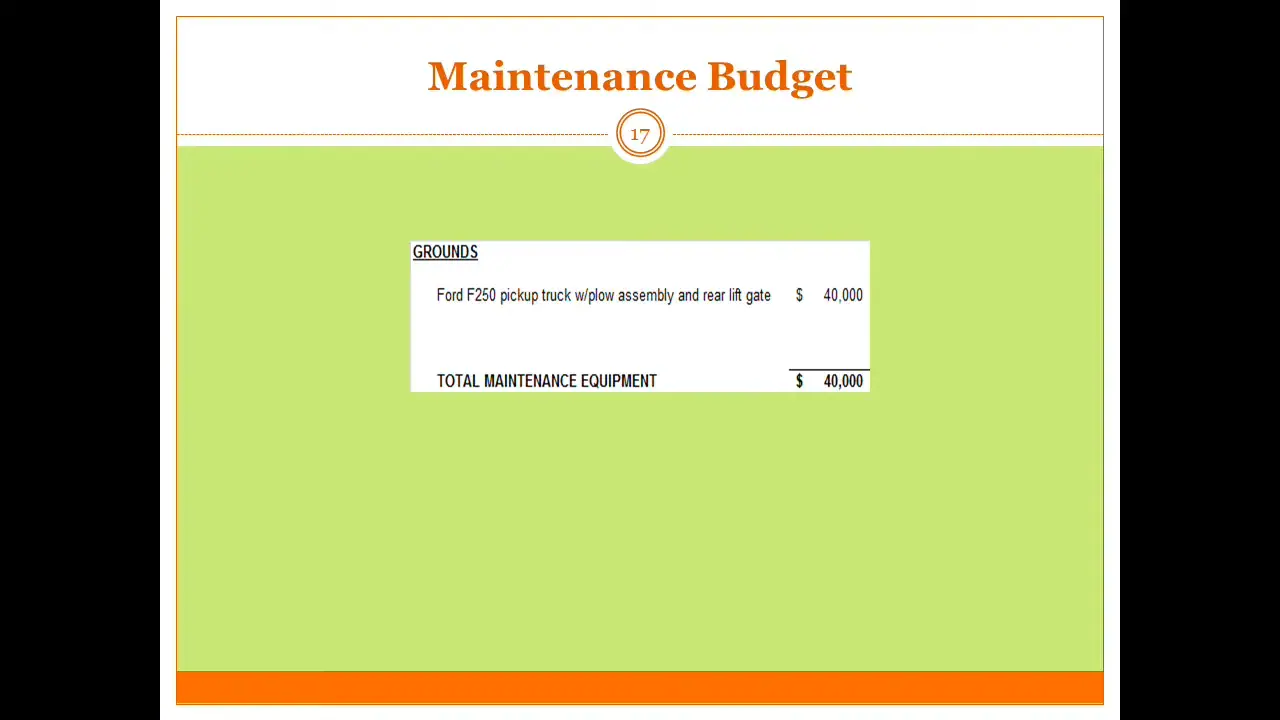 Maintenance Budget
17
GROUNDS
Ford F250 pickup truck w/plow assembly and rear lift gate $ 40,000
TOTAL MAINTENANCE EQUIPMENT $ 40,000